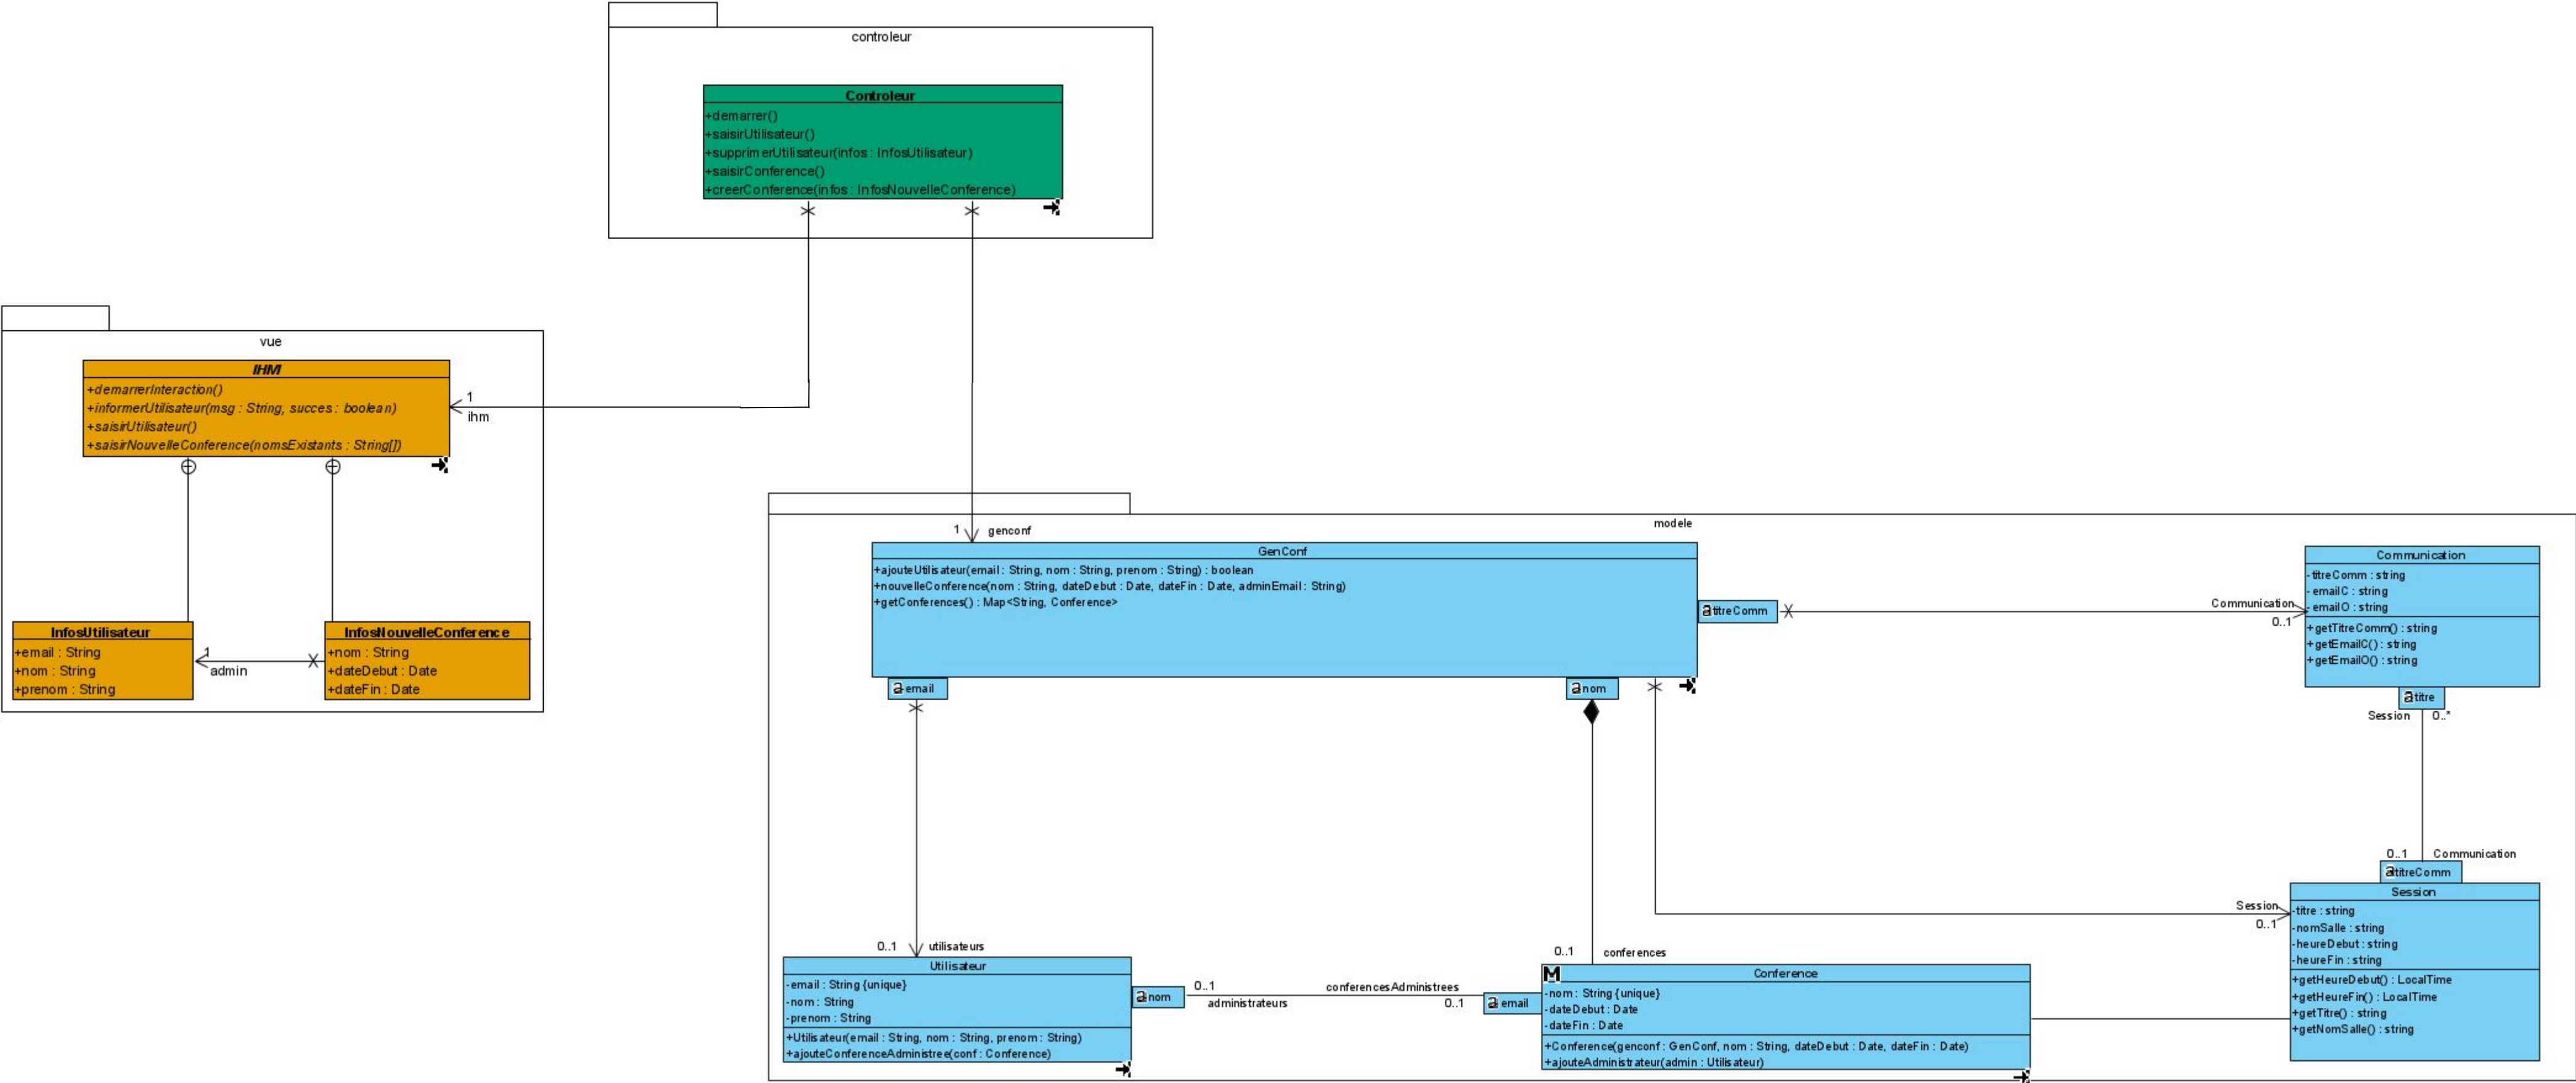 controleur
Controleur
+demarrer()
+saisirUtilisateur()
+supprimerUtilisateur(infos : InfosUtilisateur)
+saisirConference()
+creerConference(infos : InfosNouvelleConference)
vue
IHM
+demarrerInteraction()
+informerUtilisateur(msg : String, succes : boolean)
+saisirUtilisateur()
+saisirNouvelleConference(nomsExistants : String[])
1
ihm
InfosUtilisateur
+email : String
+nom : String
+prenom : String
1
admin
InfosNouvelleConference
+nom : String
+dateDebut : Date
+dateFin : Date
modele
1 genconf
GenConf
+ajouteUtilisateur(email : String, nom : String, prenom : String) : boolean
+nouvelleConference(nom : String, dateDebut : Date, dateFin : Date, adminEmail : String)
+getConferences() : Map<String, Conference>
titreComm
-email
nom
Communication
0..1
Communication
-titreComm : string
-emailC : string
-emailO : string
+getTitreComm() : string
+getEmailC() : string
+getEmailO() : string
titre
Session 0..*
0..1 Communication
titreComm
Session
0..1
Session
-titre : string
-nomSalle : string
-heureDebut : string
-heureFin : string
+getHeureDebut() : LocalTime
+getHeureFin() : LocalTime
+getTitre() : string
+getNomSalle() : string
0..1 utilisateurs
Utilisateur
-email : String {unique}
-nom : String
-prenom : String
+Utilisateur(email : String, nom : String, prenom : String)
+ajouteConferenceAdministree(conf : Conference)
nom
0..1
administrateurs
conferencesAdministrees
0..1
email
0..1 conferences
M
Conference
-nom : String {unique}
-dateDebut : Date
-dateFin : Date
+Conference(genconf : GenConf, nom : String, dateDebut : Date, dateFin : Date)
+ajouteAdministrateur(admin : Utilisateur)